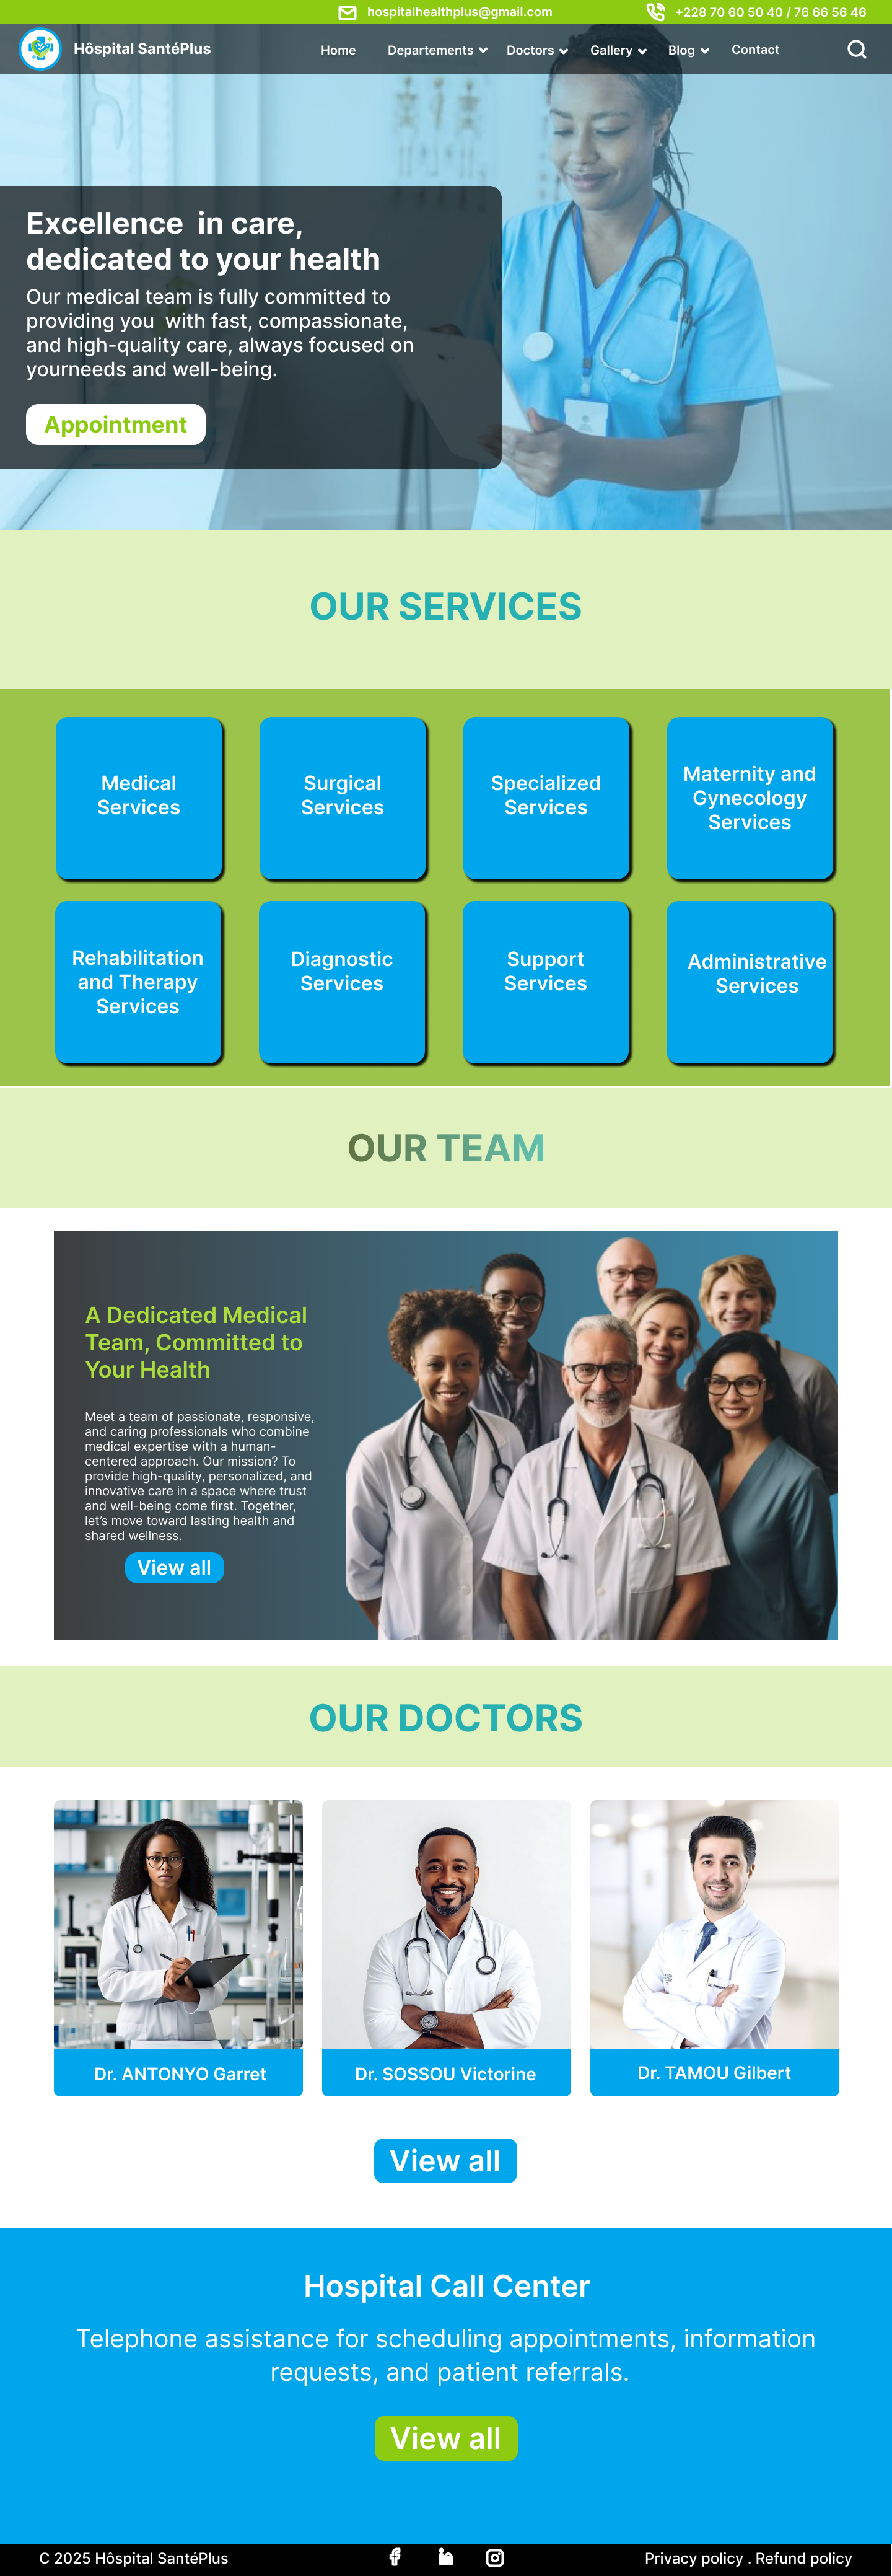 hospitalhealthplus@gmail.com
+228 70 60 50 40 / 76 66 56 46
Hôspital SantéPlus
Home
Departements
Doctors
Gallery
Blog
Contact
Excellence in care,
dedicated to your health
Our medical team is fully committed to
providing you with fast, compassionate,
and high-quality care, always focused on
yourneeds and well-being.
Appointment
OUR SERVICES
Medical
Services
Surgical
Services
Specialized
Services
Maternity and
Gynecology
Services
Rehabilitation
and Therapy
Services
Diagnostic
Services
Support
Services
Administrative
Services
OUR TEAM
A Dedicated Medical
Team, Committed to
Your Health
Meet a team of passionate, responsive,
and caring professionals who combine
medical expertise with a human-
centered approach. Our mission? To
provide high-quality, personalized, and
innovative care in a space where trust
and well-being come first. Together,
let’s move toward lasting health and
shared wellness.
View all
OUR DOCTORS
Dr. ANTONYO Garret
Dr. SOSSOU Victorine
Dr. TAMOU Gilbert
View all
Hospital Call Center
Telephone assistance for scheduling appointments, information
requests, and patient referrals.
View all
C 2025 Hôspital SantéPlus
Privacy policy . Refund policy